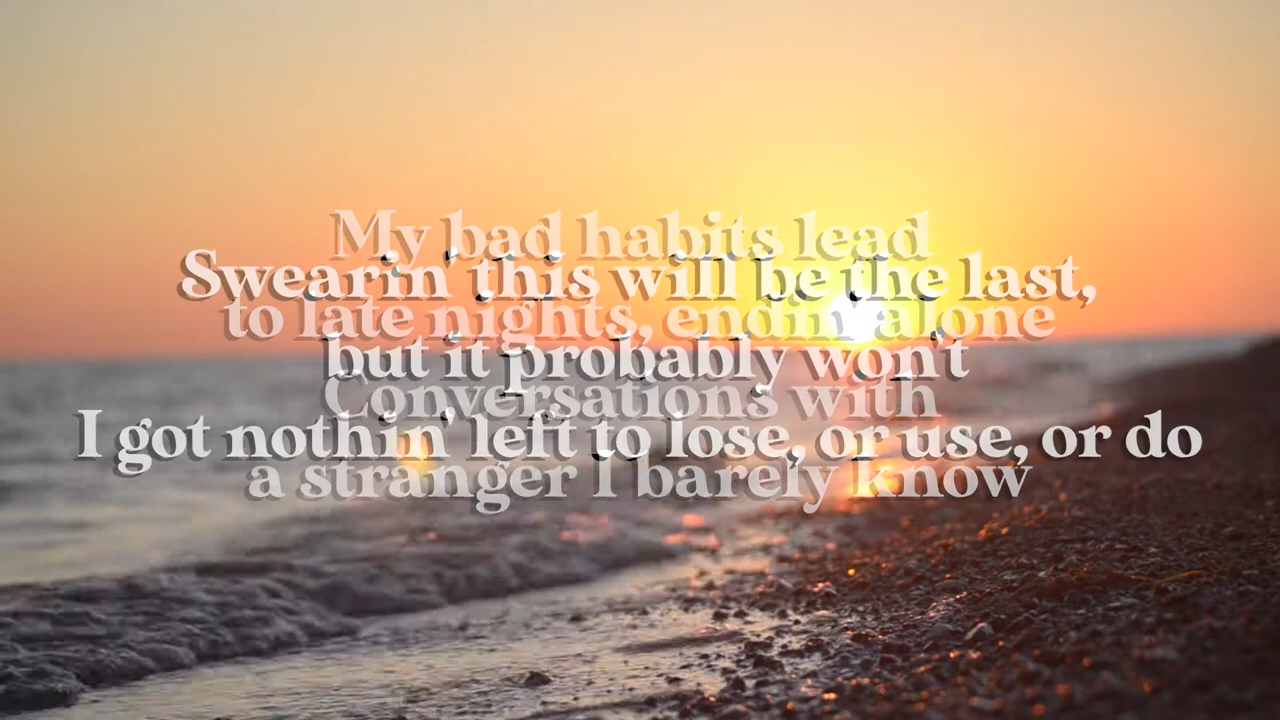 My bad habits lead
Swearin' this will be the last,
to late nights, endin' alone
but it probably won't
Conversations with
I got nothin' left to lose, or use, or do
a stranger I barely know